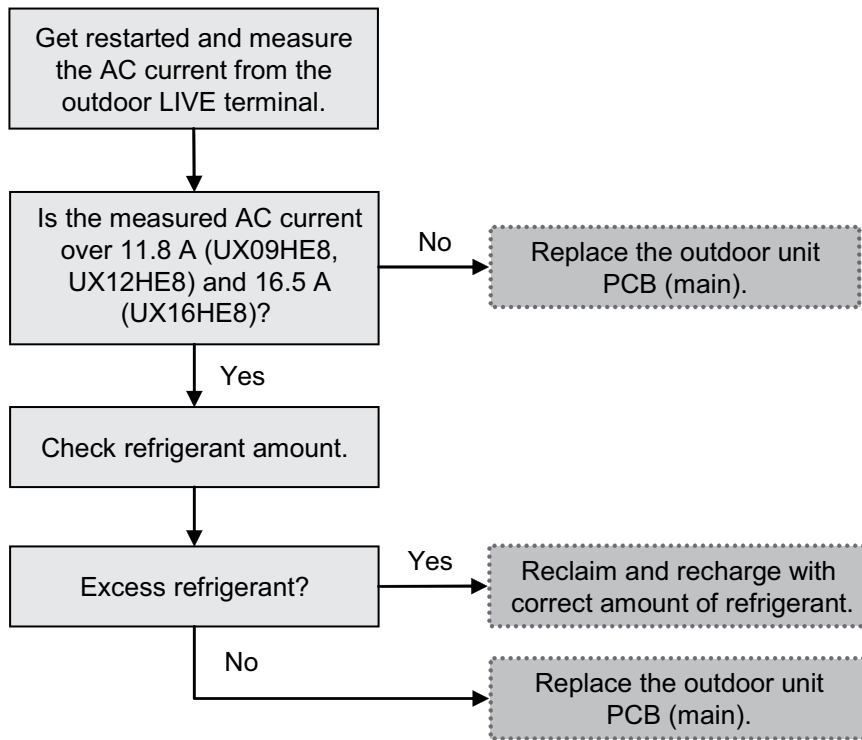 Get restarted and measure
the AC current from the
outdoor LIVE terminal.
Is the measured AC current
over 11.8 A (UX09HE8,
UX12HE8) and 16.5 A
(UX16HE8)?
No
Replace the outdoor unit
PCB (main).
Yes
Check refrigerant amount.
Excess refrigerant?
Yes
Reclaim and recharge with
correct amount of refrigerant.
No
Replace the outdoor unit
PCB (main).